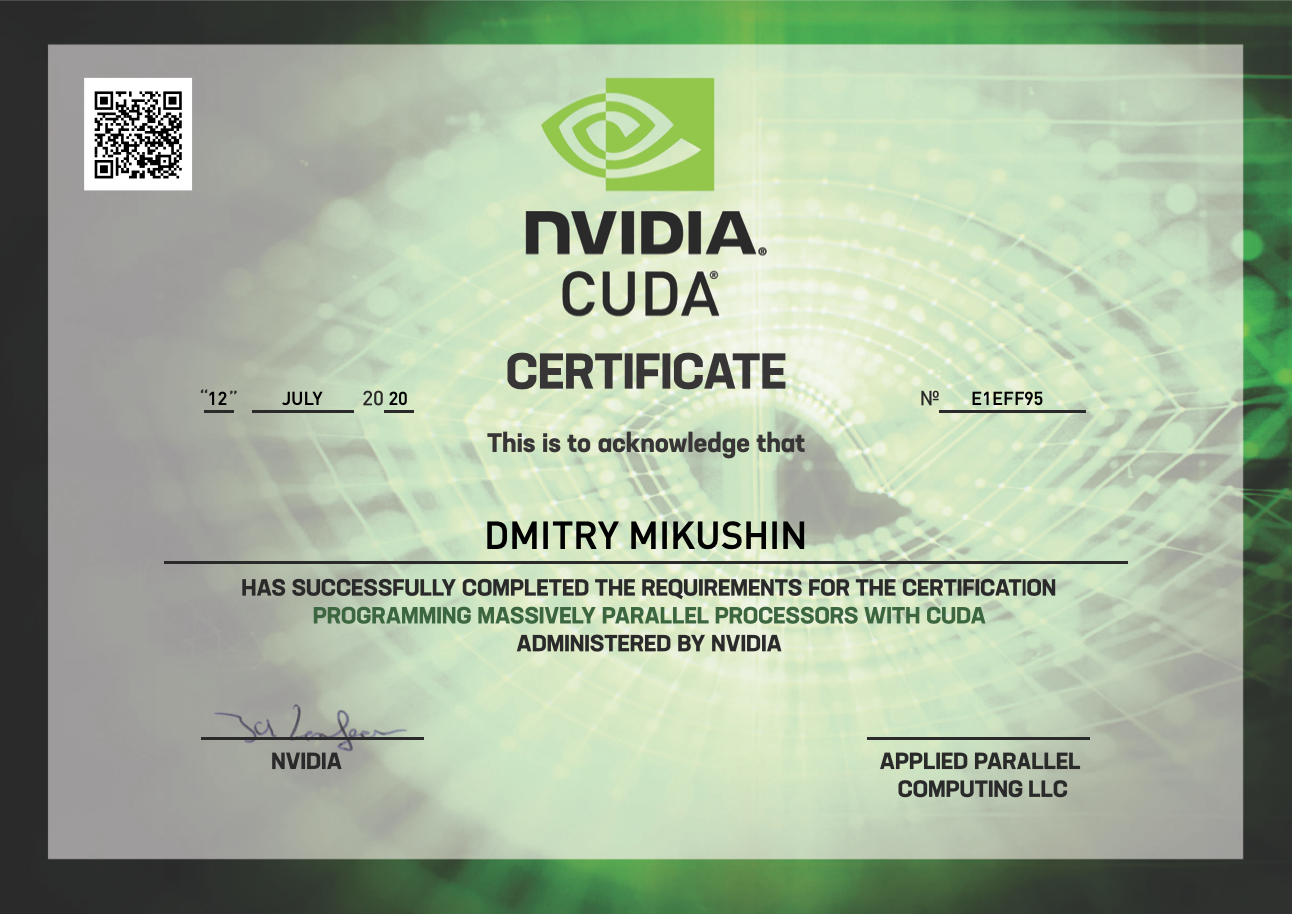 NVIDIA®
CUDA®
CERTIFICATE
“12” JULY 2020
№ E1EFF95
This is to acknowledge that
DMITRY MIKUSHIN
HAS SUCCESSFULLY COMPLETED THE REQUIREMENTS FOR THE CERTIFICATION
PROGRAMMING MASSIVELY PARALLEL PROCESSORS WITH CUDA
ADMINISTERED BY NVIDIA
NVIDIA
APPLIED PARALLEL
COMPUTING LLC